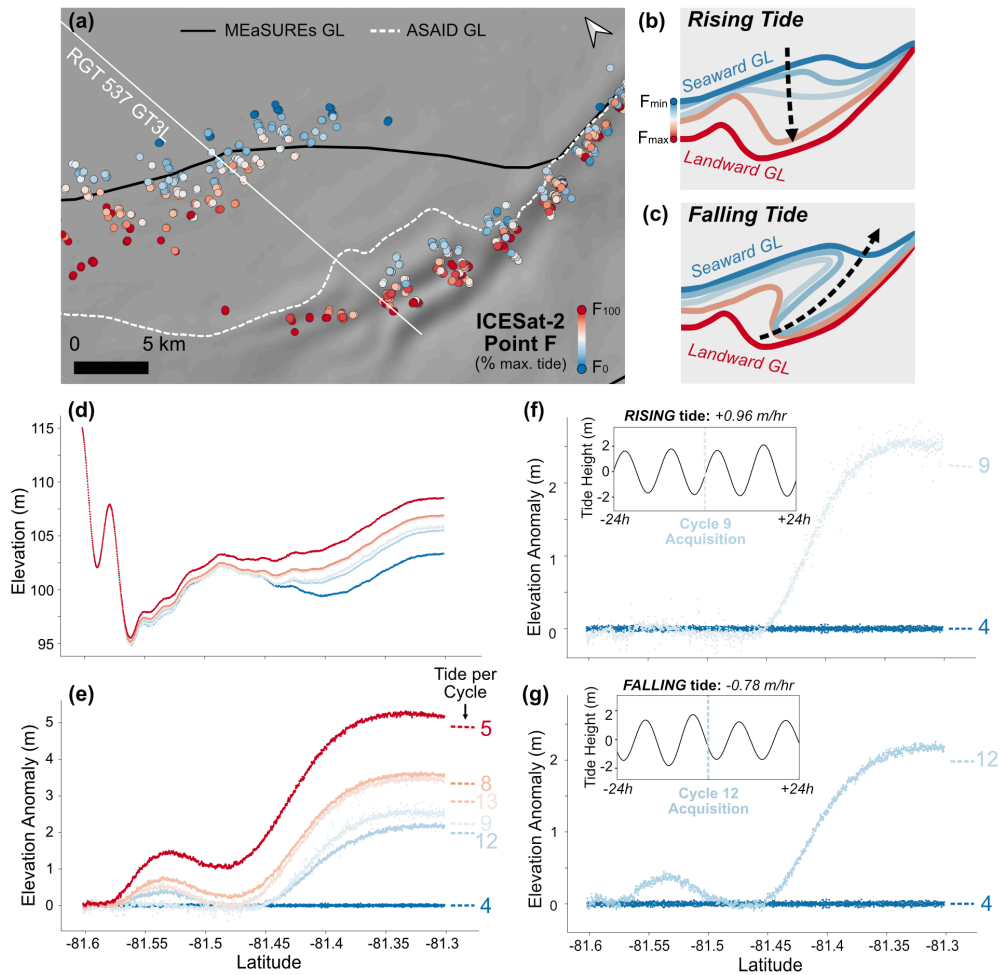 (a)
MEaSUREs GL
ASAID GL
RGT 537 GT3L
0
5 km
ICESat-2
Point F
(% max. tide)
F100
F0
(b)
Rising Tide
Seaward GL
Fmin
Fmax
Landward GL
(c)
Falling Tide
Seaward GL
Landward GL
(d)
Elevation (m)
115
110
105
100
95
(e)
Tide per
Cycle
Elevation Anomaly (m)
5
4
3
2
1
0
5
8
13
9
12
4
-81.6
-81.55
-81.5
-81.45
-81.4
-81.35
-81.3
Latitude
(f)
RISING tide: +0.96 m/hr
Tide Height (m)
2
0
-2
-24h
+24h
Cycle 9
Acquisition
Elevation Anomaly (m)
2
1
0
9
4
(g)
FALLING tide: -0.78 m/hr
Tide Height (m)
2
0
-2
-24h
+24h
Cycle 12
Acquisition
Elevation Anomaly (m)
2
1
0
12
4
-81.6
-81.55
-81.5
-81.45
-81.4
-81.35
-81.3
Latitude